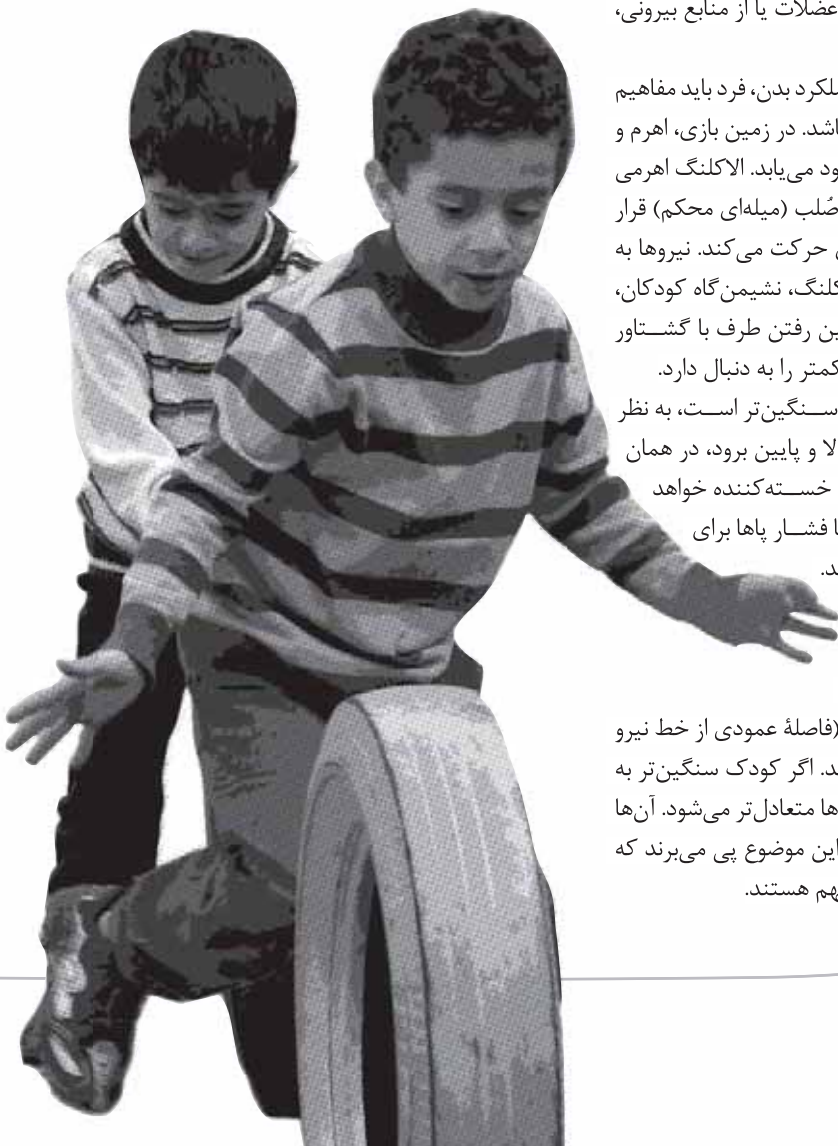 عضلات یا از منابع بیرونی،
ملکرد بدن، فرد باید مفاهیم
اشد. در زمین بازی، اهرم و
ود می‌یابد. الاکلنگ اهرمی
صُلب (میله‌ای محکم) قرار
حرکت می‌کند. نیروها به
کلنگ، نشیمن‌گاه کودکان،
ین رفتن طرف با گشتاور
کمتر را به دنبال دارد.
سنگین‌تر است، به نظر
لا و پایین برود، در همان
خسته‌کننده خواهد
ا فشار پاها برای
ند.
(فاصلهٔ عمودی از خط نیرو
ند. اگر کودک سنگین‌تر به
ها متعادل‌تر می‌شود. آن‌ها
این موضوع پی می‌برند که
هم هستند.